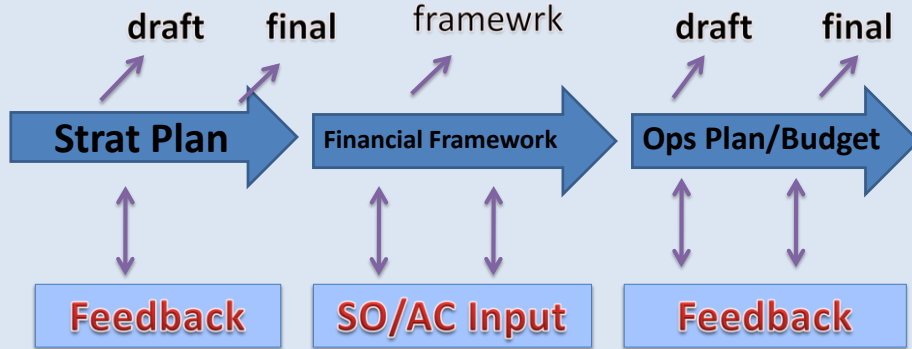 draft
final
framewrk
draft
final
Strat Plan
Financial Framework
Ops Plan/Budget
Feedback
SO/AC Input
Feedback